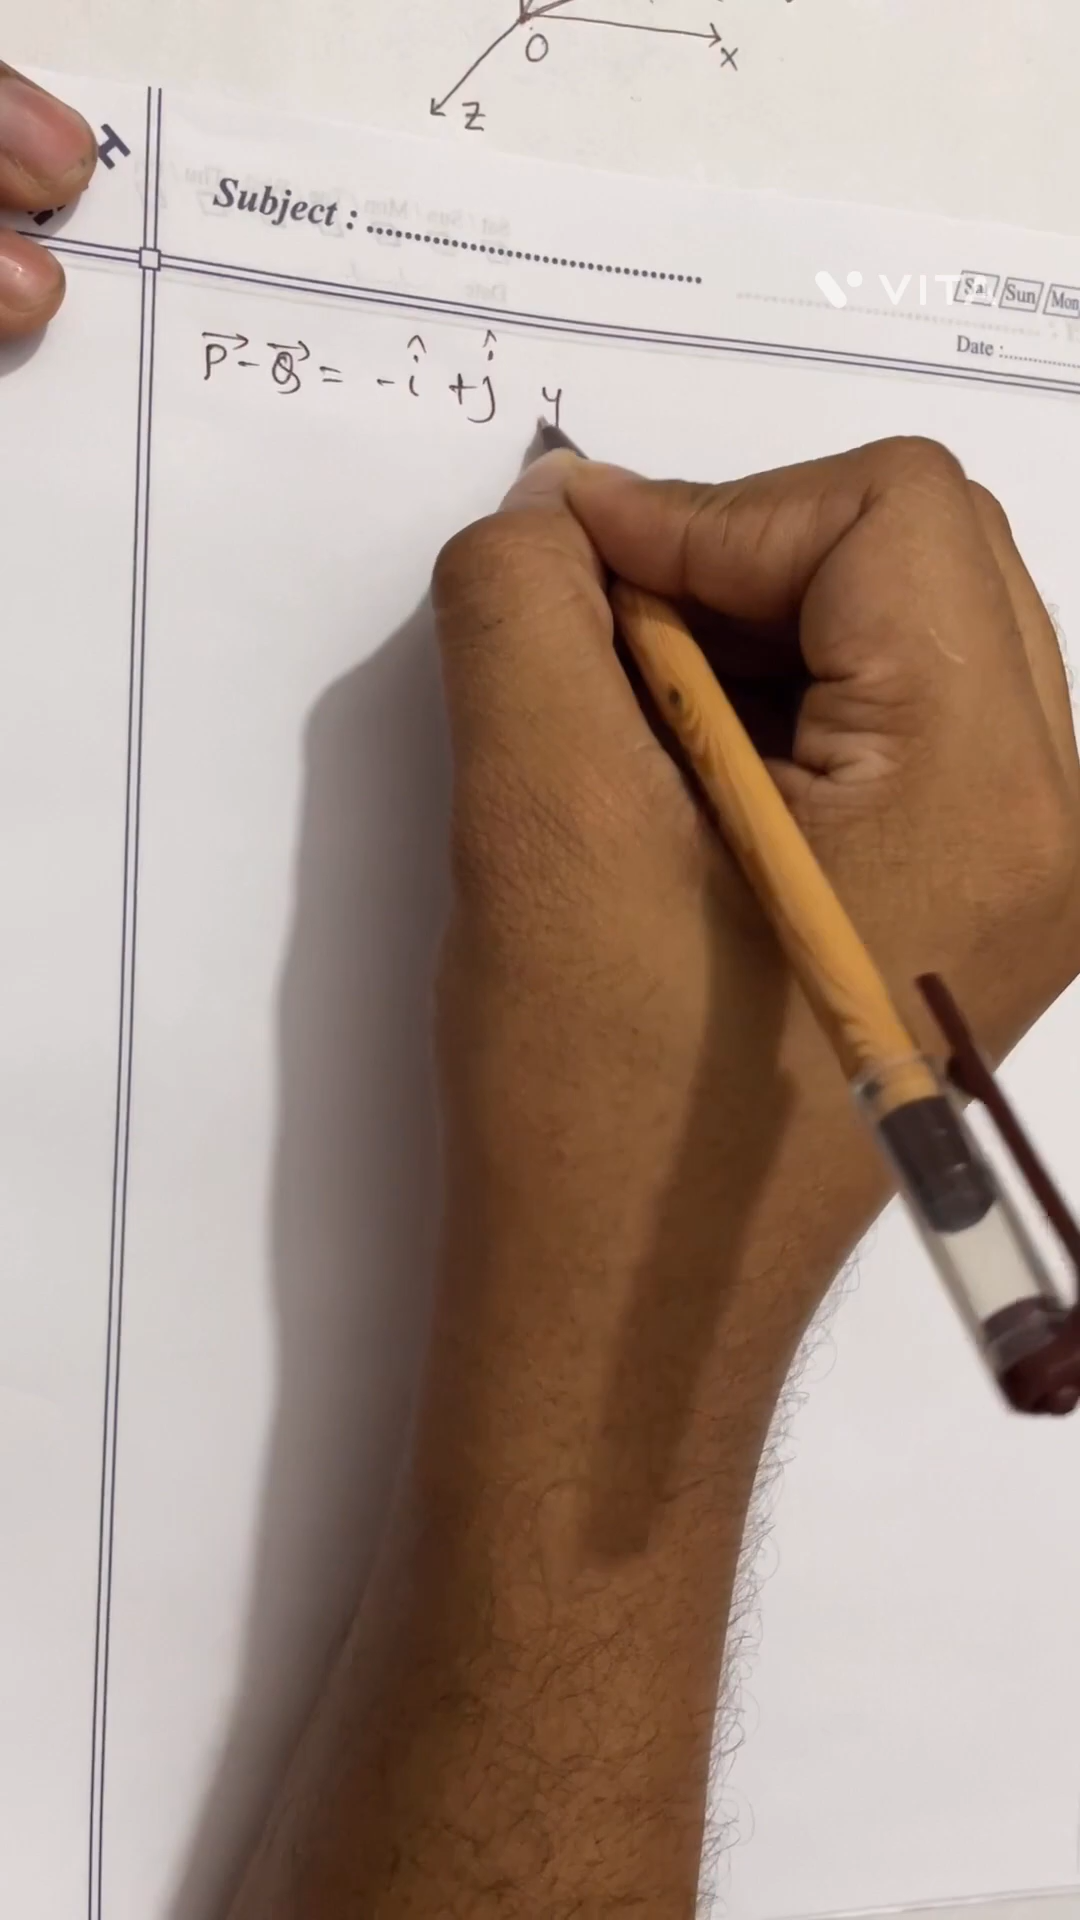 O
X
Z
Subject :
VITA
Sat Sun Mon
Date :
P⃗ - Q⃗ = -î + ĵ y